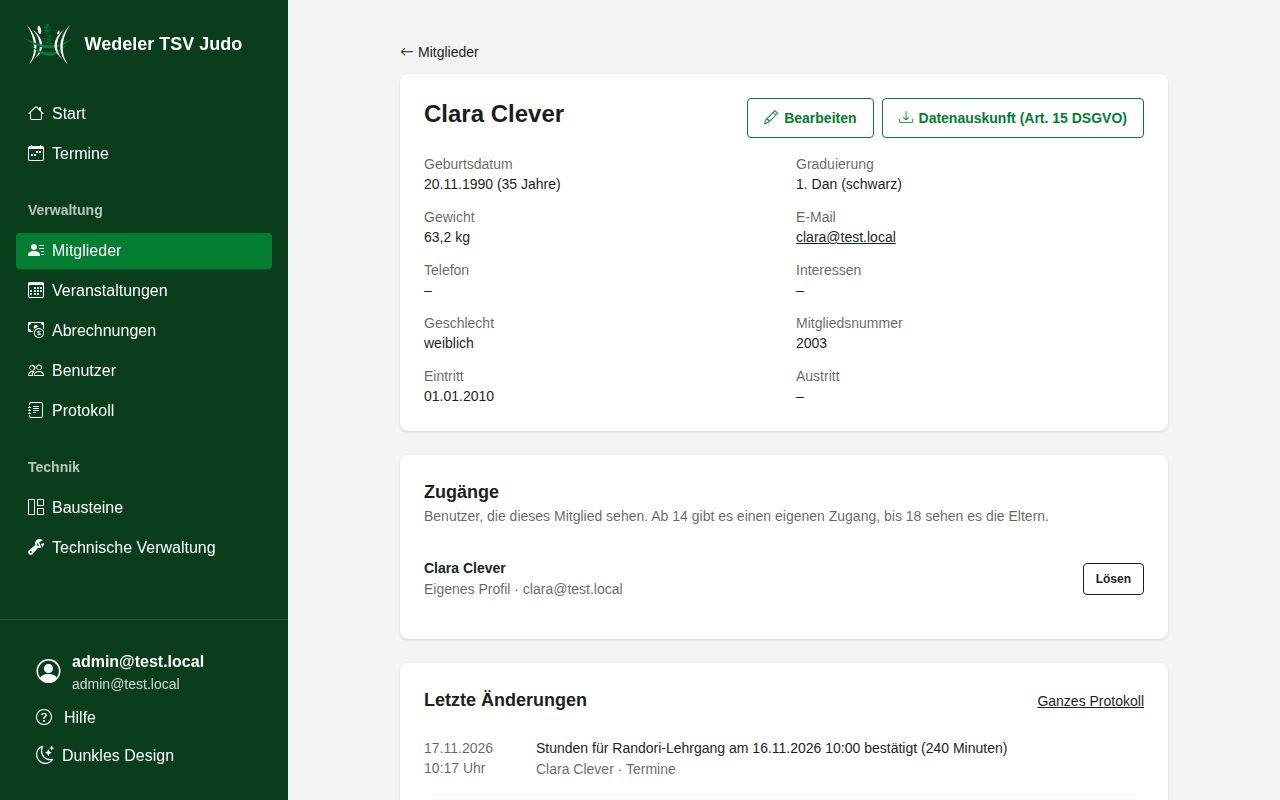 Wedeler TSV Judo
Start
Termine
Verwaltung
Mitglieder
Veranstaltungen
Abrechnungen
Benutzer
Protokoll
Technik
Bausteine
Technische Verwaltung
admin@test.local
admin@test.local
Hilfe
Dunkles Design
← Mitglieder
Clara Clever
Bearbeiten
Datenauskunft (Art. 15 DSGVO)
Geburtsdatum
20.11.1990 (35 Jahre)
Graduierung
1. Dan (schwarz)
Gewicht
63,2 kg
E-Mail
clara@test.local
Telefon
–
Interessen
–
Geschlecht
weiblich
Mitgliedsnummer
2003
Eintritt
01.01.2010
Austritt
–
Zugänge
Benutzer, die dieses Mitglied sehen. Ab 14 gibt es einen eigenen Zugang, bis 18 sehen es die Eltern.
Clara Clever
Eigenes Profil · clara@test.local
Lösen
Letzte Änderungen
Ganzes Protokoll
17.11.2026
10:17 Uhr
Stunden für Randori-Lehrgang am 16.11.2026 10:00 bestätigt (240 Minuten)
Clara Clever · Termine